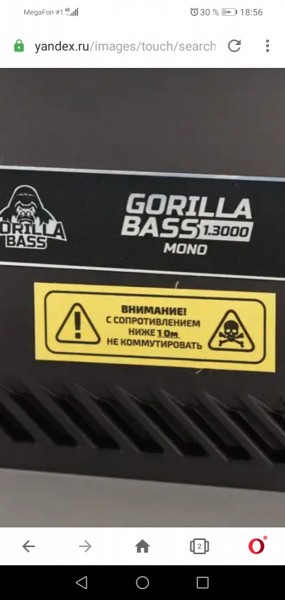 MegaFon #1 4G
30 % 18:56
yandex.ru/images/touch/search
GORILLA
BASS
GORILLA
BASS 1.3000
MONO
ВНИМАНИЕ!
С СОПРОТИВЛЕНИЕМ
НИЖЕ 1 Ом
НЕ КОММУТИРОВАТЬ
2